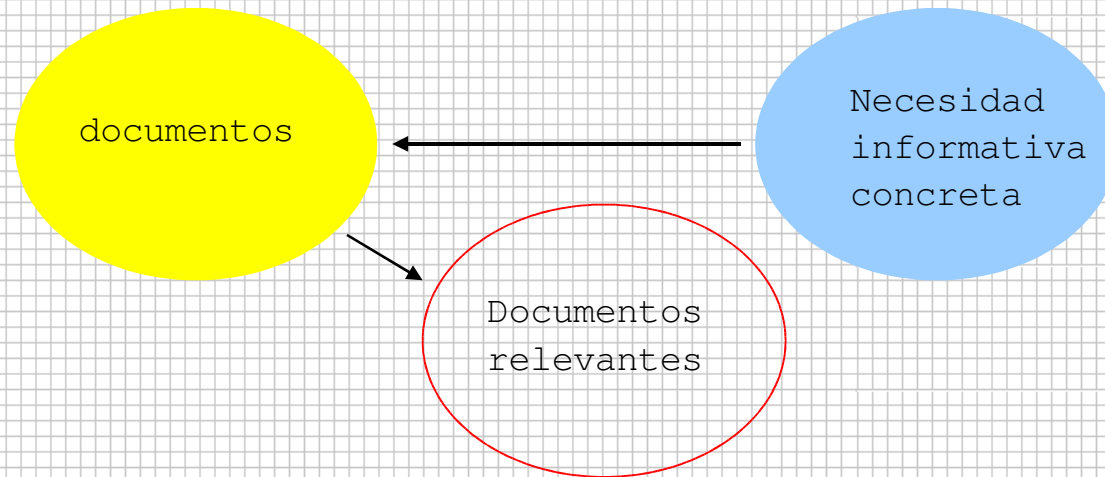 documentos
Necesidad
informativa
concreta
Documentos
relevantes